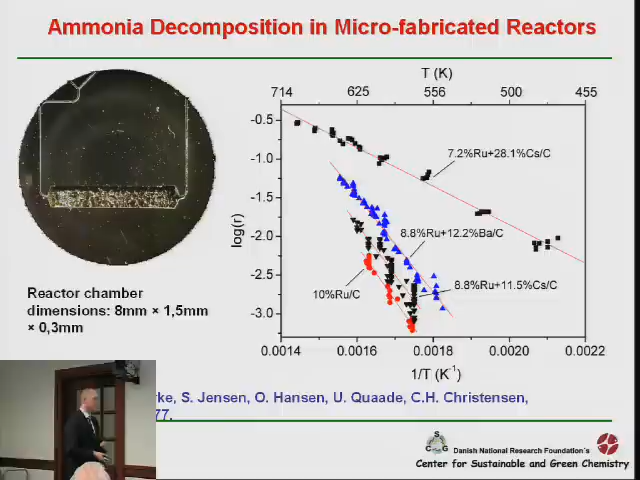 Ammonia Decomposition in Micro-fabricated Reactors
T (K)
714 625 556 500 455
-0.5
-1.0
-1.5
-2.0
-2.5
-3.0
log(r)
7.2%Ru+28.1%Cs/C
8.8%Ru+12.2%Ba/C
8.8%Ru+11.5%Cs/C
10%Ru/C
0.0014 0.0016 0.0018 0.0020 0.0022
1/T (K⁻¹)
Reactor chamber
dimensions: 8mm × 1,5mm
× 0,3mm
rke, S. Jensen, O. Hansen, U. Quaade, C.H. Christensen,
77.
S
C G
Danish National Research Foundation's
Center for Sustainable and Green Chemistry